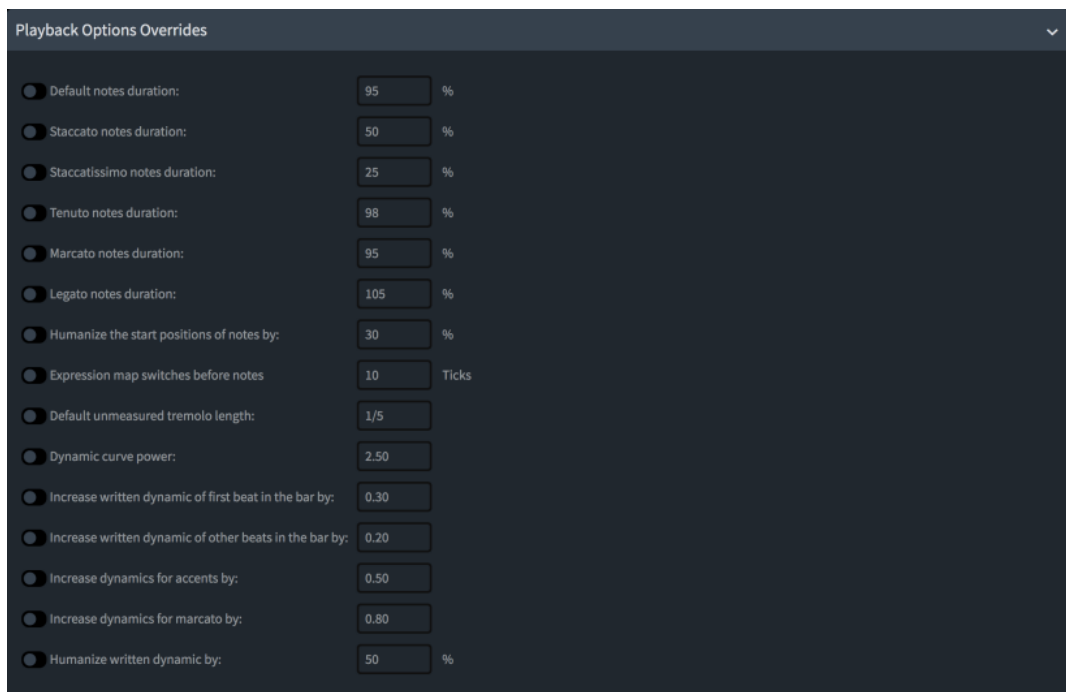 Playback Options Overrides
Default notes duration: 95 %
Staccato notes duration: 50 %
Staccatissimo notes duration: 25 %
Tenuto notes duration: 98 %
Marcato notes duration: 95 %
Legato notes duration: 105 %
Humanize the start positions of notes by: 30 %
Expression map switches before notes 10 Ticks
Default unmeasured tremolo length: 1/5
Dynamic curve power: 2.50
Increase written dynamic of first beat in the bar by: 0.30
Increase written dynamic of other beats in the bar by: 0.20
Increase dynamics for accents by: 0.50
Increase dynamics for marcato by: 0.80
Humanize written dynamic by: 50 %